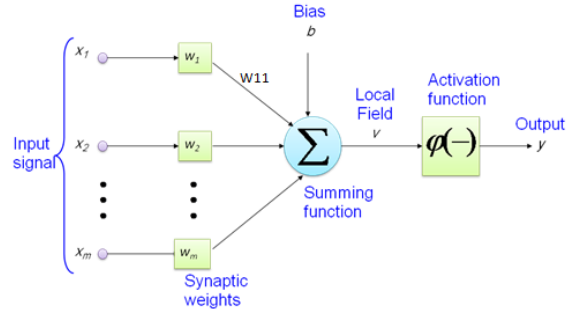 Bias
b
x1
w1
W11
Activation
function
Local
Field
v
Output
y
Input
signal
x2
w2
Σ
φ(−)
Summing
function
xm
wm
Synaptic
weights